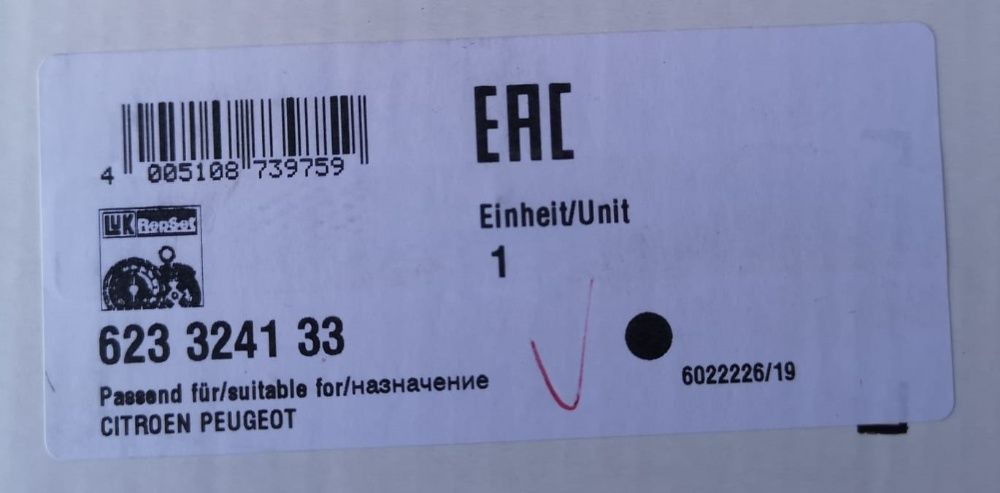 EAC
4 005108 739759
LUK RepSet
Einheit/Unit
1
623 3241 33
6022226/19
Passend für/suitable for/назначение
CITROEN PEUGEOT